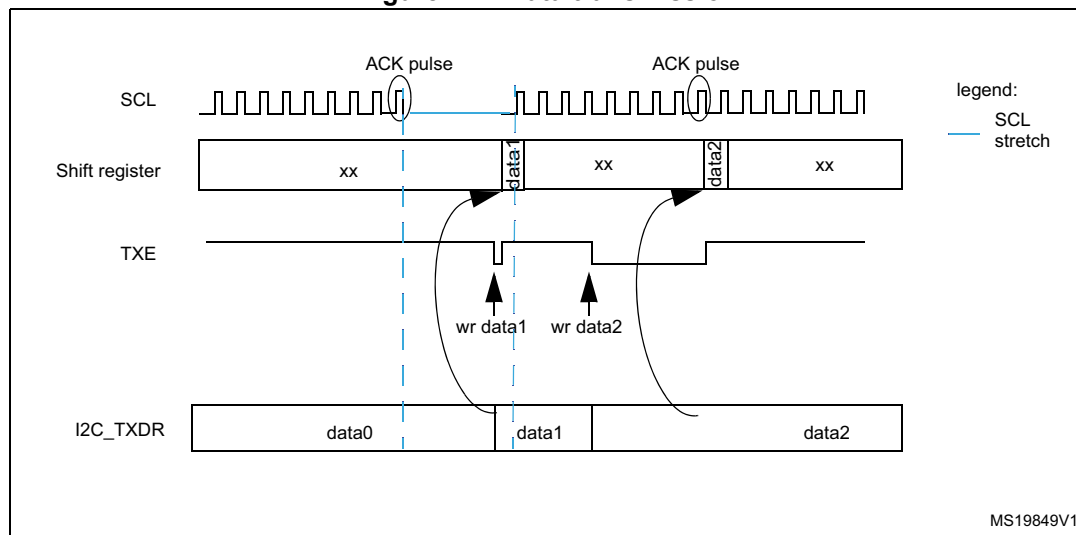 ACK pulse ACK pulse
legend:
SCL
SCL
stretch
Shift register
xx
data1
xx
data2
xx
TXE
wr data1 wr data2
I2C_TXDR
data0
data1
data2
MS19849V1